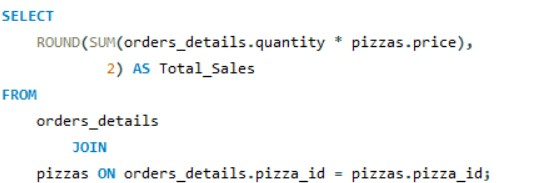 SELECT
ROUND(SUM(orders_details.quantity * pizzas.price),
2) AS Total_Sales
FROM
orders_details
JOIN
pizzas ON orders_details.pizza_id = pizzas.pizza_id;